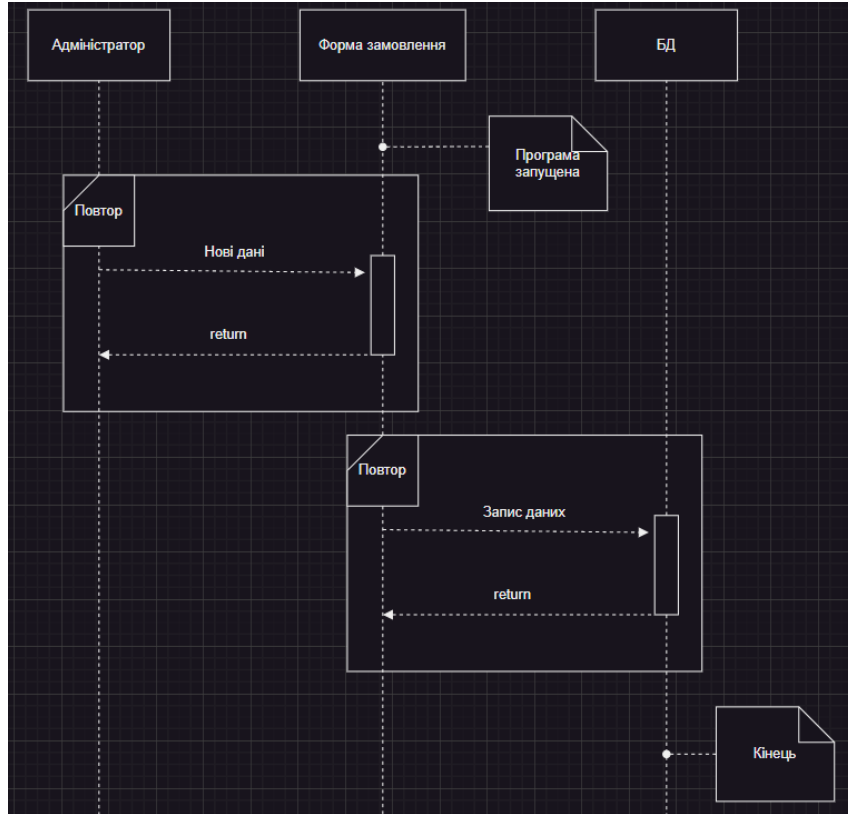 Адміністратор
Форма замовлення
БД
Програма
запущена
Повтор
Нові дані
return
Повтор
Запис даних
return
Кінець